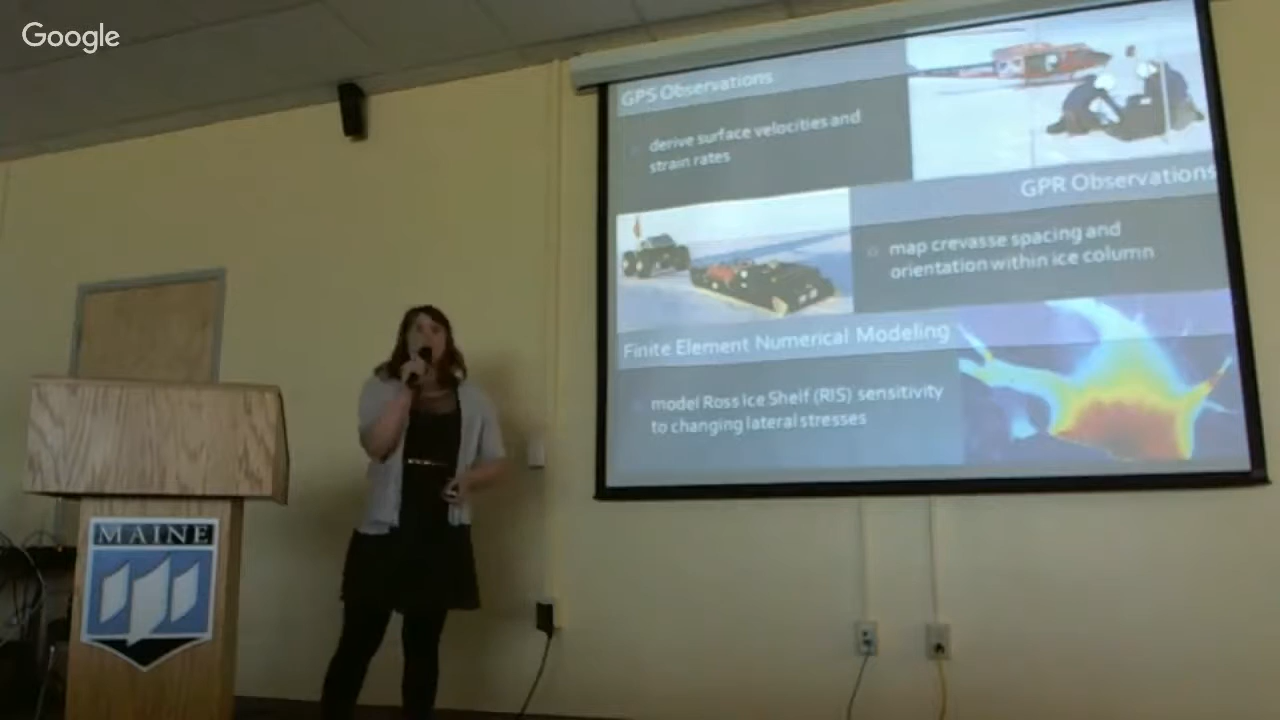 Google
GPS Observations
derive surface velocities and
strain rates
GPR Observations
map crevasse spacing and
orientation within ice column
Finite Element Numerical Modeling
model Ross Ice Shelf (RIS) sensitivity
to changing lateral stresses
MAINE